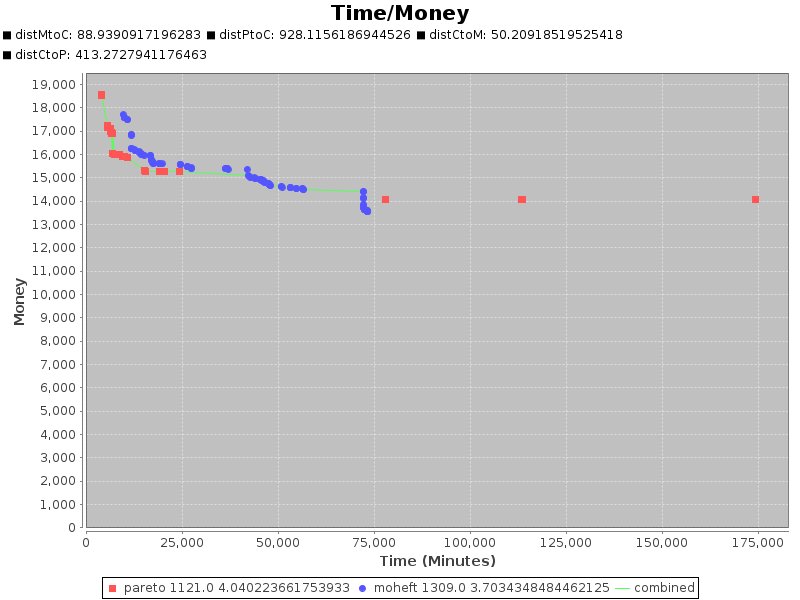 Time/Money
distMtoC: 88.9390917196283 distPtoC: 928.1156186944526 distCtoM: 50.20918519525418
distCtoP: 413.2727941176463
19,000
18,000
17,000
16,000
15,000
14,000
13,000
12,000
11,000
10,000
9,000
8,000
7,000
6,000
5,000
4,000
3,000
2,000
1,000
0
Money
0 25,000 50,000 75,000 100,000 125,000 150,000 175,000
Time (Minutes)
pareto 1121.0 4.040223661753933 moheft 1309.0 3.7034348484462125 combined